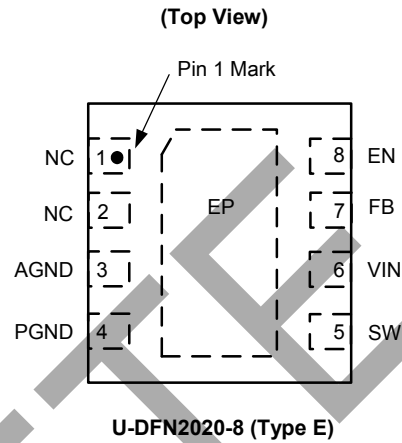 (Top View)
Pin 1 Mark
NC 1 8 EN
NC 2 EP 7 FB
AGND 3 6 VIN
PGND 4 5 SW
U-DFN2020-8 (Type E)